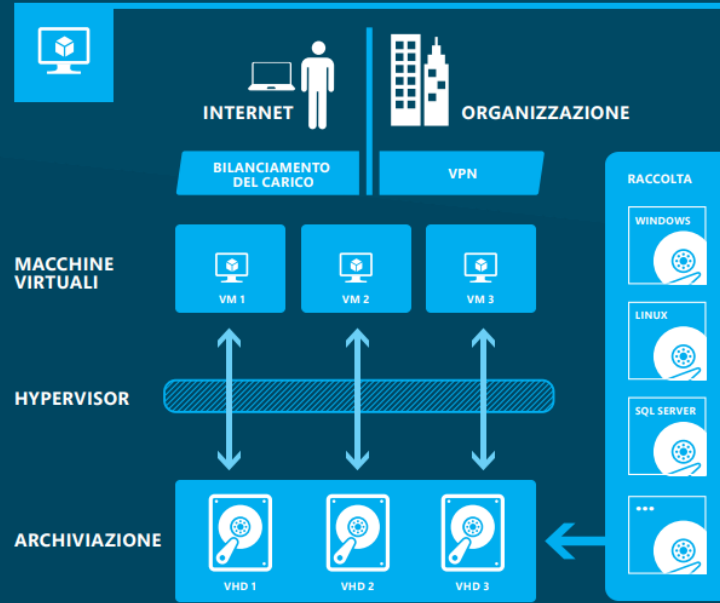 INTERNET
ORGANIZZAZIONE
BILANCIAMENTO
DEL CARICO
VPN
RACCOLTA
WINDOWS
MACCHINE
VIRTUALI
VM 1
VM 2
VM 3
LINUX
HYPERVISOR
SQL SERVER
...
ARCHIVIAZIONE
VHD 1
VHD 2
VHD 3